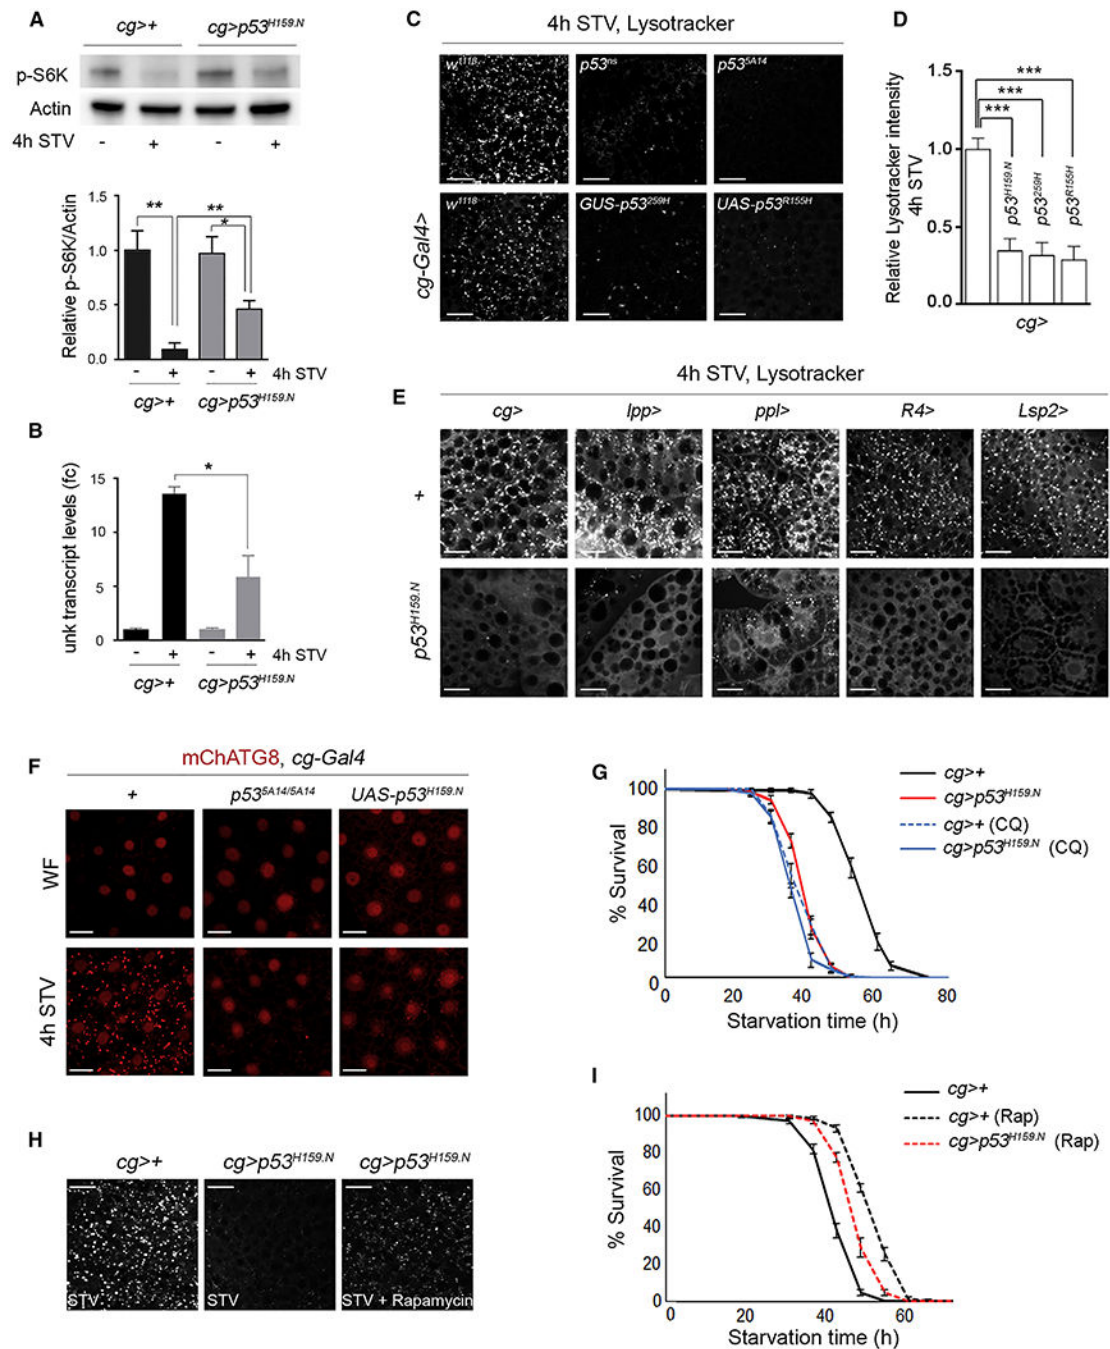 A
cg>+ cg>p53H159.N
p-S6K
Actin
4h STV - + - +
Relative p-S6K/Actin
1.5
1.0
0.5
0.0
** ** *
- + - + 4h STV
cg>+ cg>p53H159.N
B
unk transcript levels (fc)
15
10
5
0
*
- + - + 4h STV
cg>+ cg>p53H159.N
C
4h STV, Lysotracker
w1118 p53ns p535A14
cg-Gal4>
w1118 GUS-p53259H UAS-p53R155H
D
Relative Lysotracker intensity
4h STV
1.5
1.0
0.5
0.0
***
***
***
p53H159.N
p53259H
p53R155H
cg>
4h STV, Lysotracker
E
cg> lpp> ppl> R4> Lsp2>
+
p53H159.N
F
mChATG8, cg-Gal4
+ p535A14/5A14 UAS-p53H159.N
WF
4h STV
G
cg>+
cg>p53H159.N
cg>+ (CQ)
cg>p53H159.N (CQ)
% Survival
100
80
60
40
20
0
0 20 40 60 80
Starvation time (h)
H
cg>+ cg>p53H159.N cg>p53H159.N
STV STV STV + Rapamycin
I
cg>+
cg>+ (Rap)
cg>p53H159.N (Rap)
% Survival
100
80
60
40
20
0
0 20 40 60
Starvation time (h)